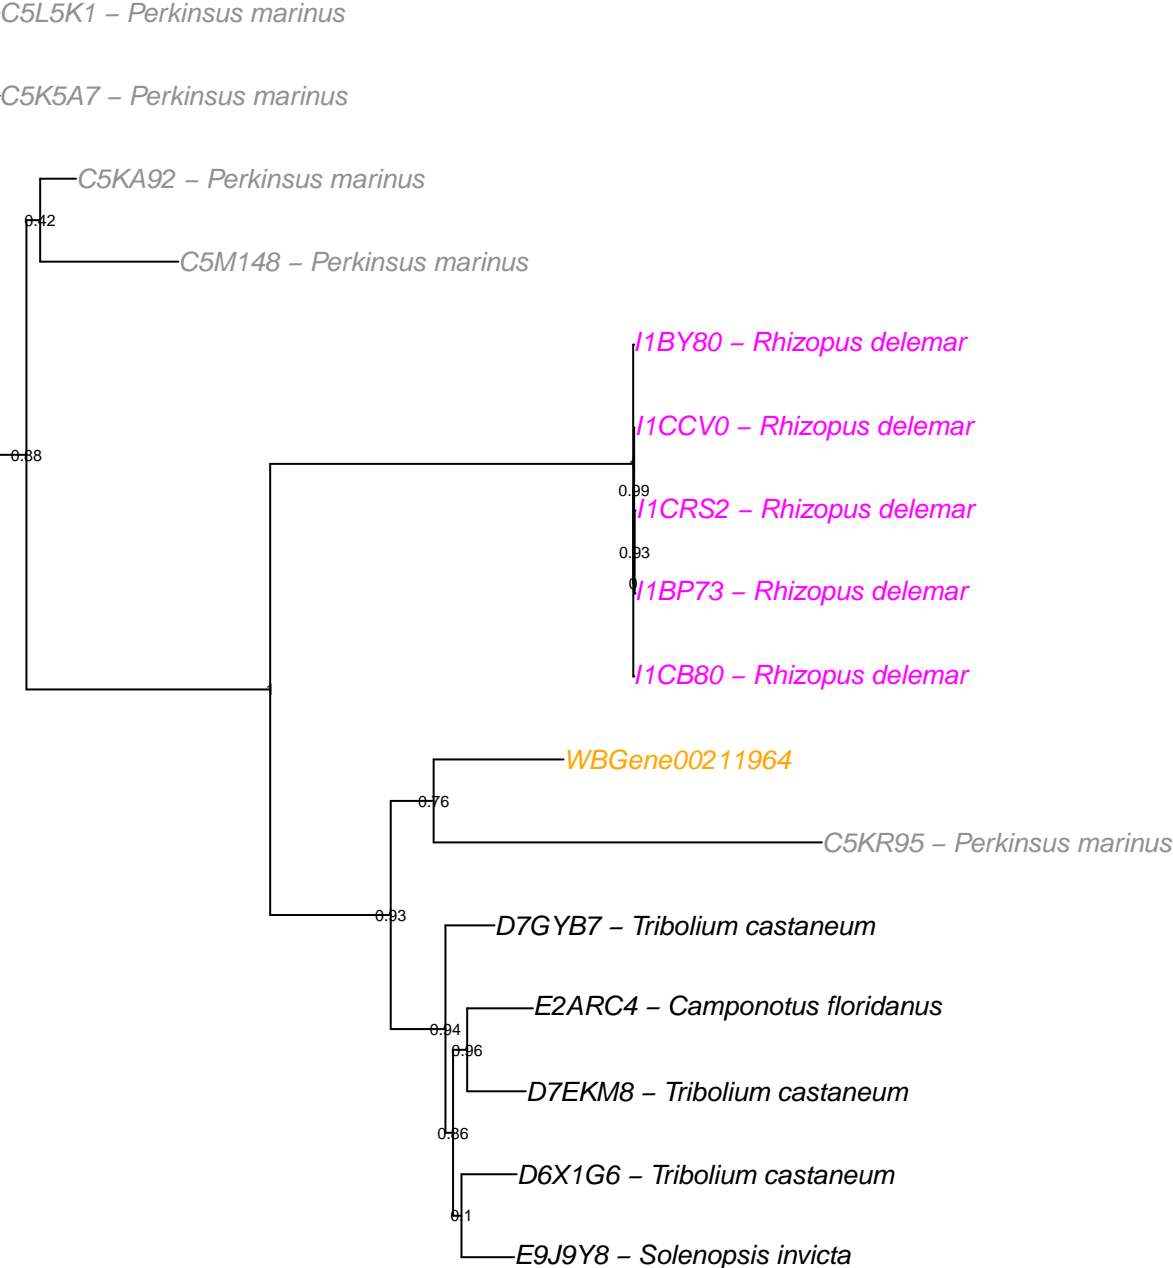 C5L5K1 – Perkinsus marinus
C5K5A7 – Perkinsus marinus
C5KA92 – Perkinsus marinus
0.42
C5M148 – Perkinsus marinus
I1BY80 – Rhizopus delemar
I1CCV0 – Rhizopus delemar
0.88
1
0.99
I1CRS2 – Rhizopus delemar
0.93
0
I1BP73 – Rhizopus delemar
I1CB80 – Rhizopus delemar
1
WBGene00211964
0.76
C5KR95 – Perkinsus marinus
0.93
D7GYB7 – Tribolium castaneum
E2ARC4 – Camponotus floridanus
0.94
0.96
D7EKM8 – Tribolium castaneum
0.86
D6X1G6 – Tribolium castaneum
0.1
E9J9Y8 – Solenopsis invicta